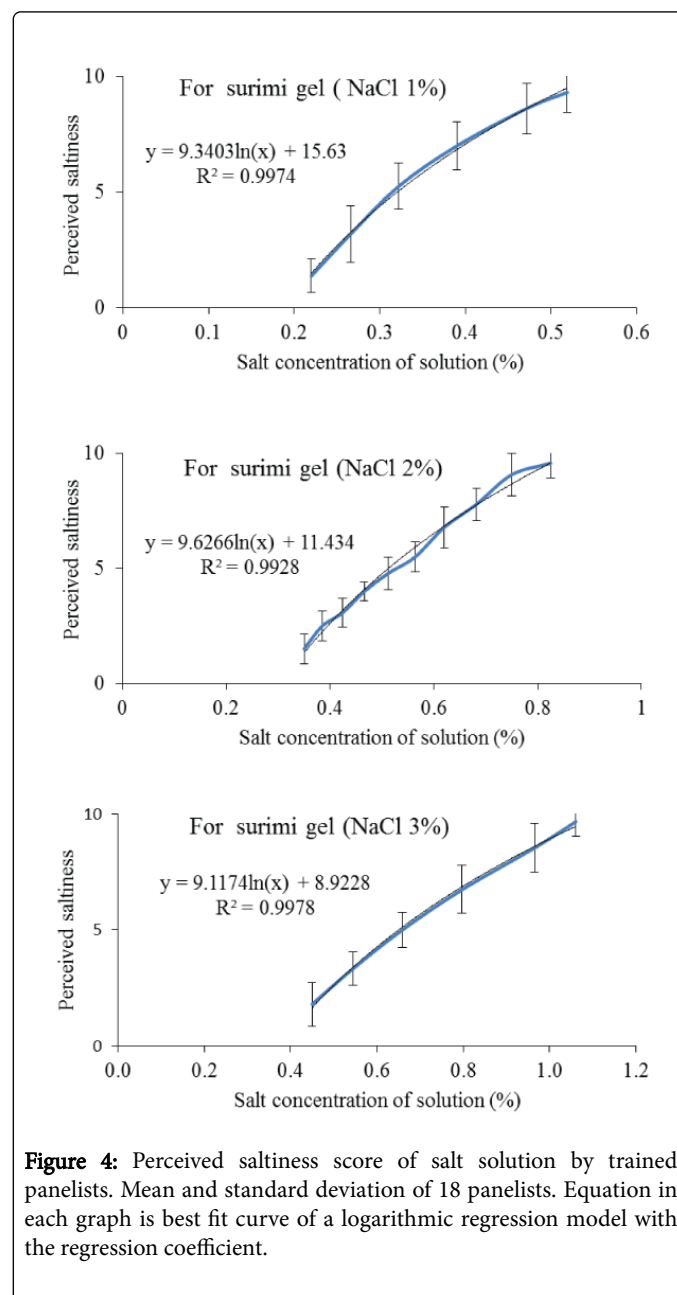 10
5
0
For surimi gel ( NaCl 1%)
y = 9.3403ln(x) + 15.63
R² = 0.9974
Perceived saltiness
0 0.1 0.2 0.3 0.4 0.5 0.6
Salt concentration of solution (%)
10
5
0
For surimi gel (NaCl 2%)
y = 9.6266ln(x) + 11.434
R² = 0.9928
Perceived saltiness
0 0.2 0.4 0.6 0.8 1
Salt concentration of solution (%)
10
5
0
For surimi gel (NaCl 3%)
y = 9.1174ln(x) + 8.9228
R² = 0.9978
Perceived saltiness
0.0 0.2 0.4 0.6 0.8 1.0 1.2
Salt concentration of solution (%)
Figure 4: Perceived saltiness score of salt solution by trained
panelists. Mean and standard deviation of 18 panelists. Equation in
each graph is best fit curve of a logarithmic regression model with
the regression coefficient.